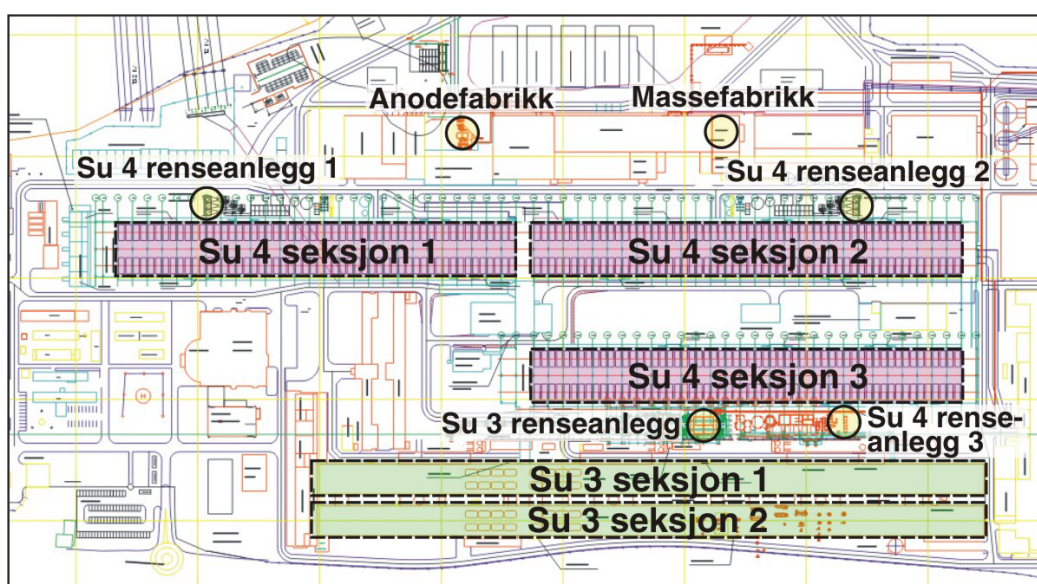 Anodefabrikk
Massefabrikk
Su 4 renseanlegg 1
Su 4 renseanlegg 2
Su 4 seksjon 1
Su 4 seksjon 2
Su 4 seksjon 3
Su 3 renseanlegg
Su 4 rense-
anlegg 3
Su 3 seksjon 1
Su 3 seksjon 2
H